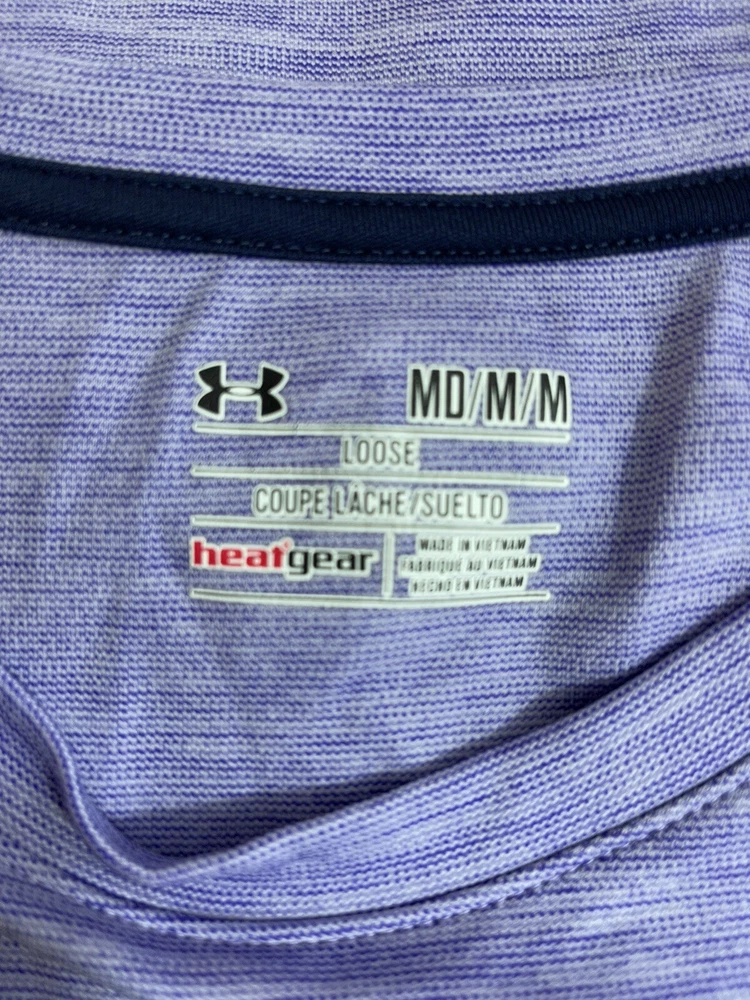 MD/M/M
LOOSE
COUPE LÂCHE/SUELTO
heatgear
MADE IN VIETNAM
FABRIQUÉ AU VIETNAM
HECHO EN VIETNAM